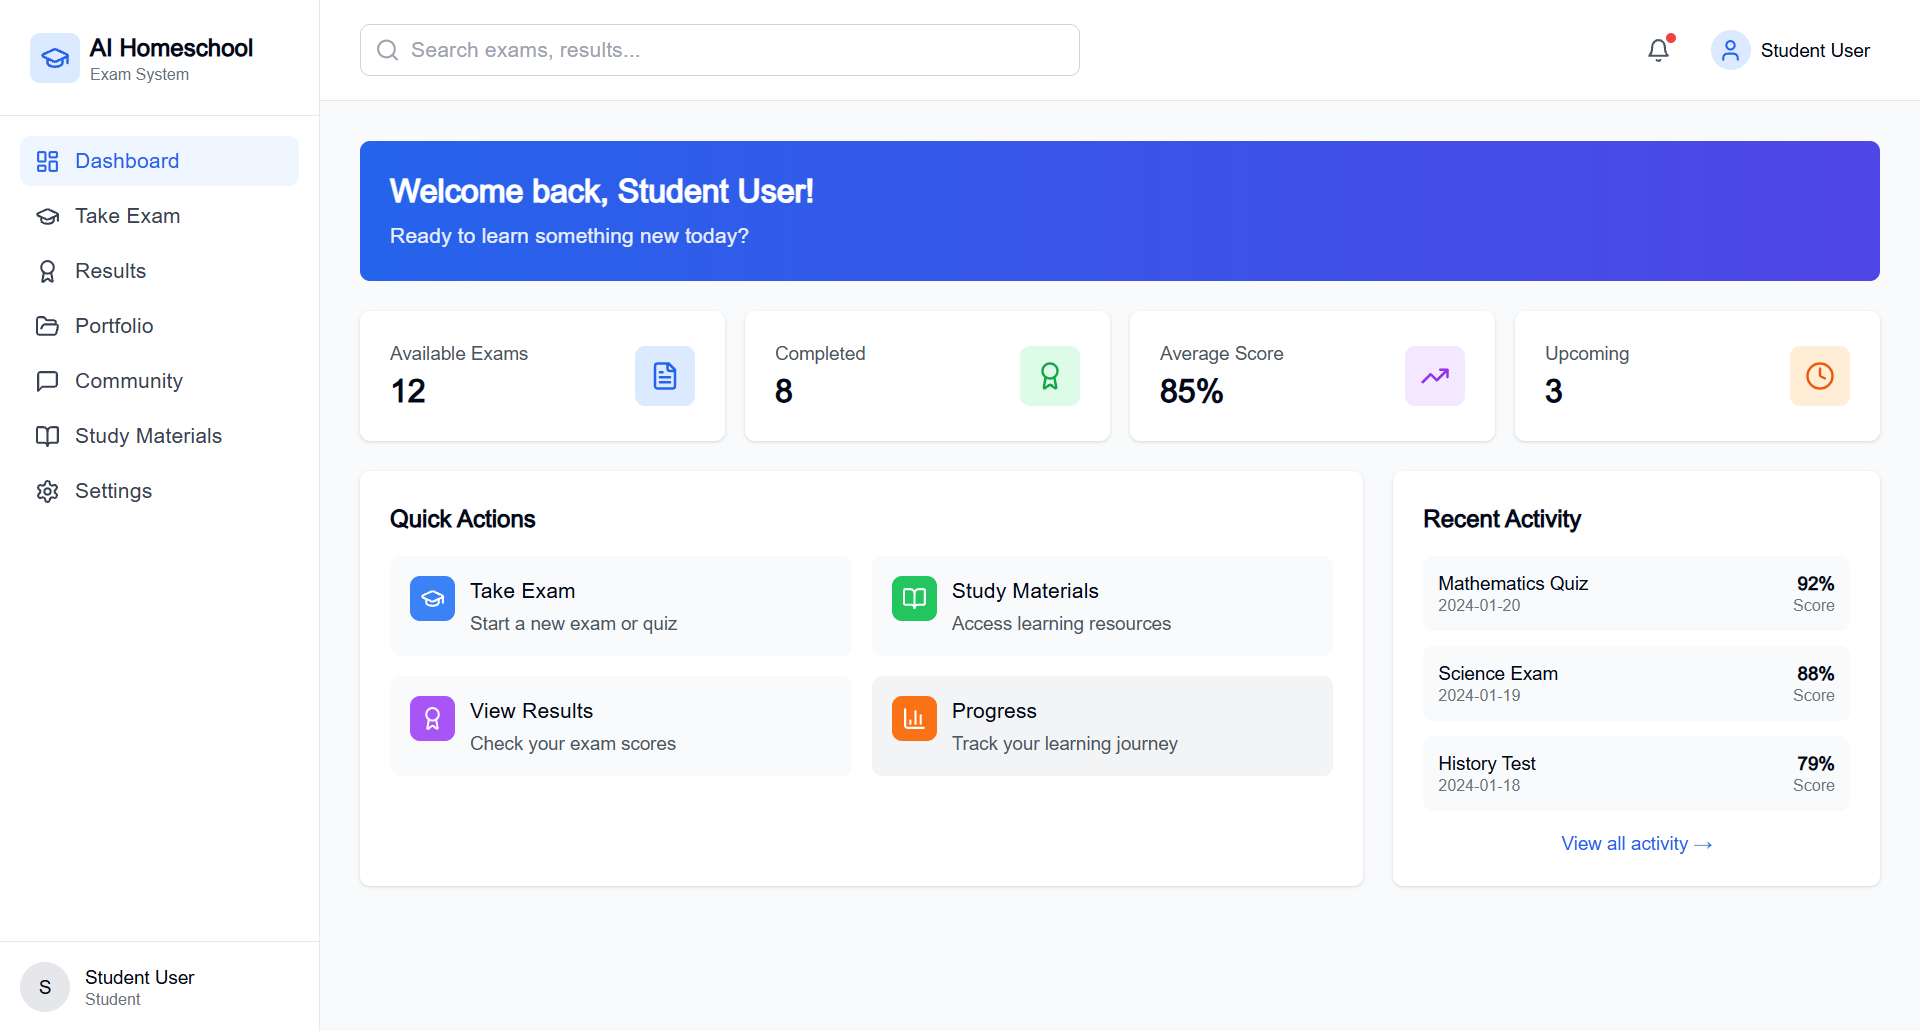 AI Homeschool
Exam System
Dashboard
Take Exam
Results
Portfolio
Community
Study Materials
Settings
S
Student User
Student
Search exams, results...
Student User
Welcome back, Student User!
Ready to learn something new today?
Available Exams
12
Completed
8
Average Score
85%
Upcoming
3
Quick Actions
Take Exam
Start a new exam or quiz
Study Materials
Access learning resources
View Results
Check your exam scores
Progress
Track your learning journey
Recent Activity
Mathematics Quiz 92%
2024-01-20 Score
Science Exam 88%
2024-01-19 Score
History Test 79%
2024-01-18 Score
View all activity →